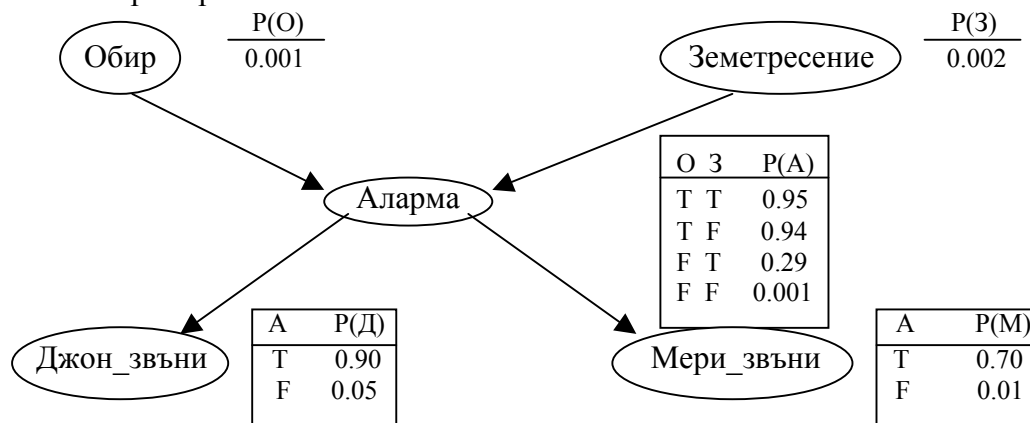 P(О)
Обир 0.001
P(З)
Земетресение 0.002
Аларма
О З P(A)
T T 0.95
T F 0.94
F T 0.29
F F 0.001
Джон_звъни
A P(Д)
T 0.90
F 0.05
Мери_звъни
A P(M)
T 0.70
F 0.01